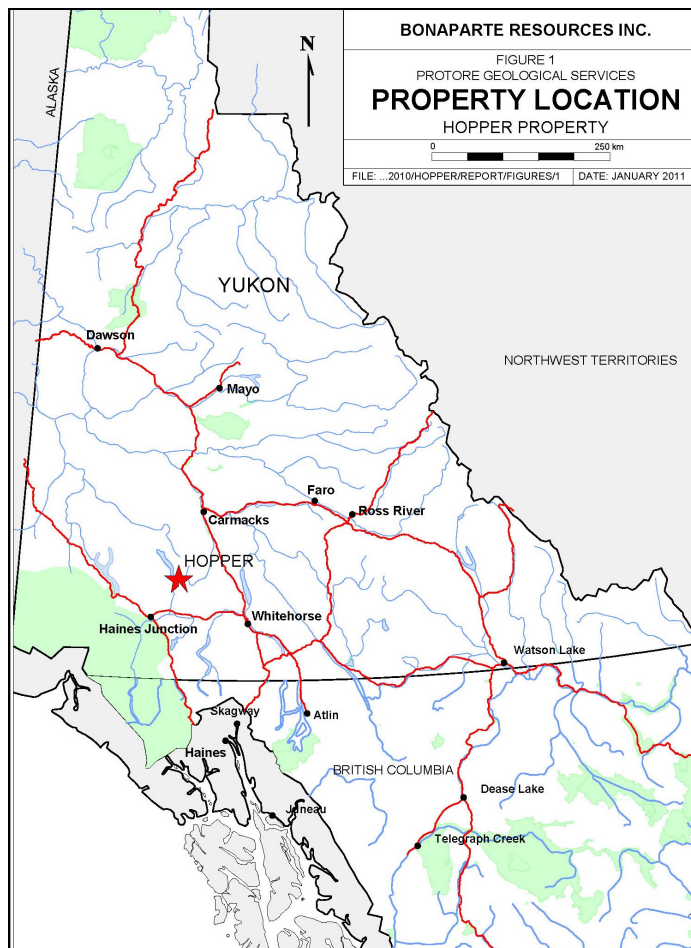 BONAPARTE RESOURCES INC.
FIGURE 1
PROTORE GEOLOGICAL SERVICES
PROPERTY LOCATION
HOPPER PROPERTY
0 250 km
FILE: ...2010/HOPPER/REPORT/FIGURES/1 DATE: JANUARY 2011
N
ALASKA
YUKON
Dawson
NORTHWEST TERRITORIES
Mayo
Faro
Ross River
Carmacks
HOPPER
Whitehorse
Haines Junction
Watson Lake
Skagway
Atlin
Haines
BRITISH COLUMBIA
Dease Lake
Juneau
Telegraph Creek